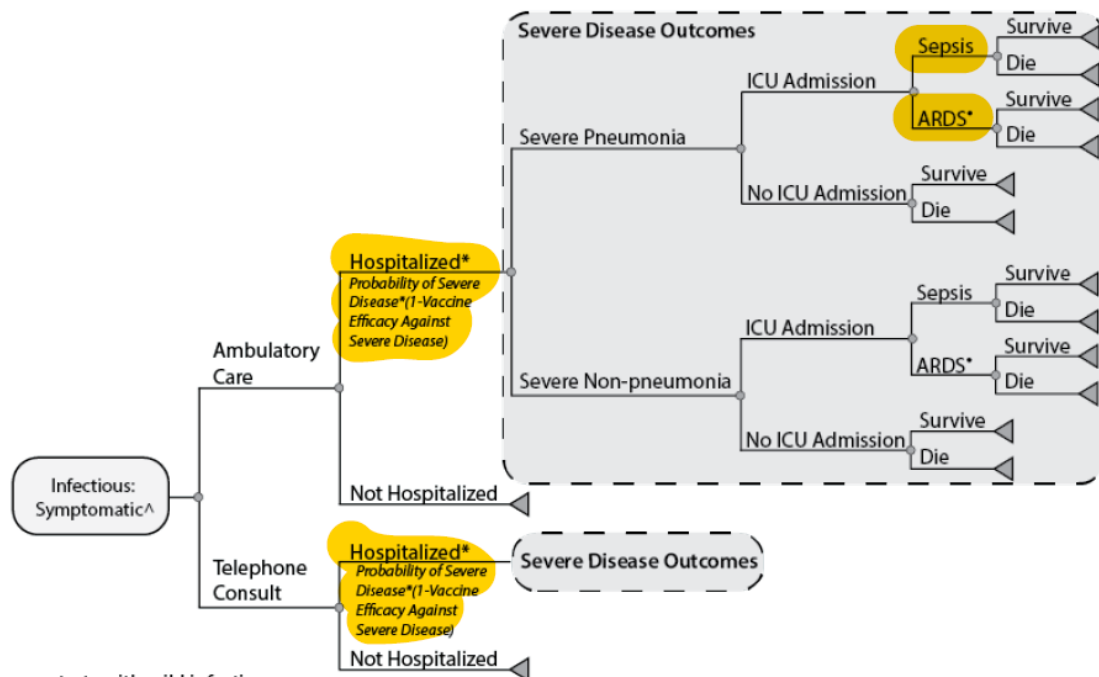 Severe Disease Outcomes
Sepsis
Survive
Die
ICU Admission
ARDS*
Survive
Die
Severe Pneumonia
No ICU Admission
Survive
Die
Hospitalized*
Probability of Severe
Disease*(1-Vaccine
Efficacy Against
Severe Disease)
Sepsis
Survive
Die
ICU Admission
ARDS*
Survive
Die
Severe Non-pneumonia
No ICU Admission
Survive
Die
Ambulatory
Care
Not Hospitalized
Infectious:
Symptomatic^
Telephone
Consult
Hospitalized*
Probability of Severe
Disease*(1-Vaccine
Efficacy Against
Severe Disease)
Severe Disease Outcomes
Not Hospitalized